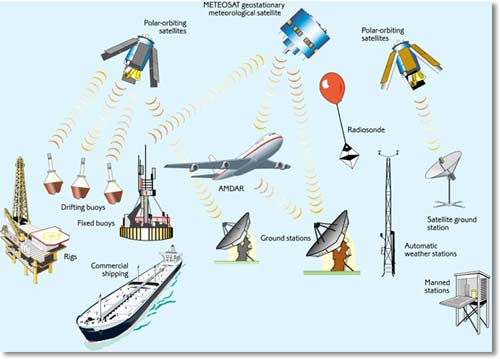 METEOSAT geostationary
meteorological satellite
Polar-orbiting
satellites
Polar-orbiting
satellites
Radiosonde
AMDAR
Drifting buoys
Fixed buoys
Rigs
Ground stations
Satellite ground
station
Automatic
weather stations
Commercial
shipping
Manned
stations